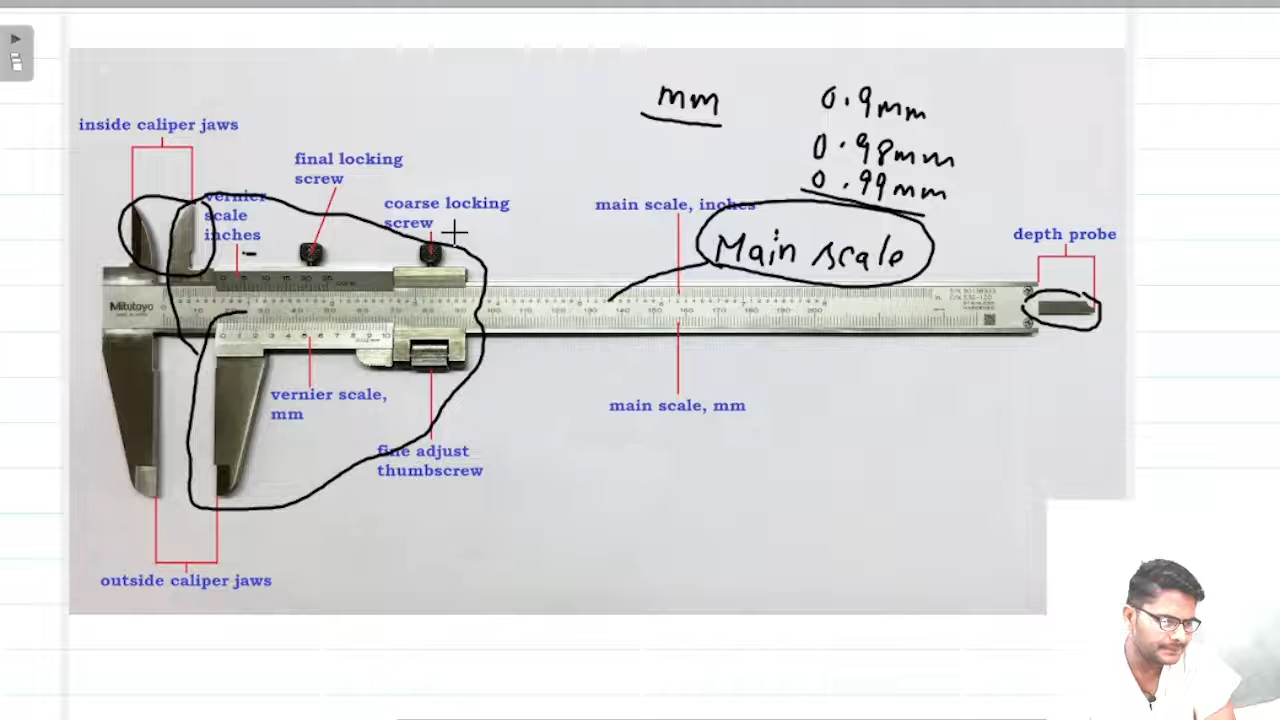 mm
0.9mm
0.98mm
0.99mm
inside caliper jaws
final locking
screw
vernier
scale
inches
coarse locking
screw
main scale, inches
Main scale
depth probe
Mitutoyo
vernier scale,
mm
main scale, mm
fine adjust
thumbscrew
outside caliper jaws